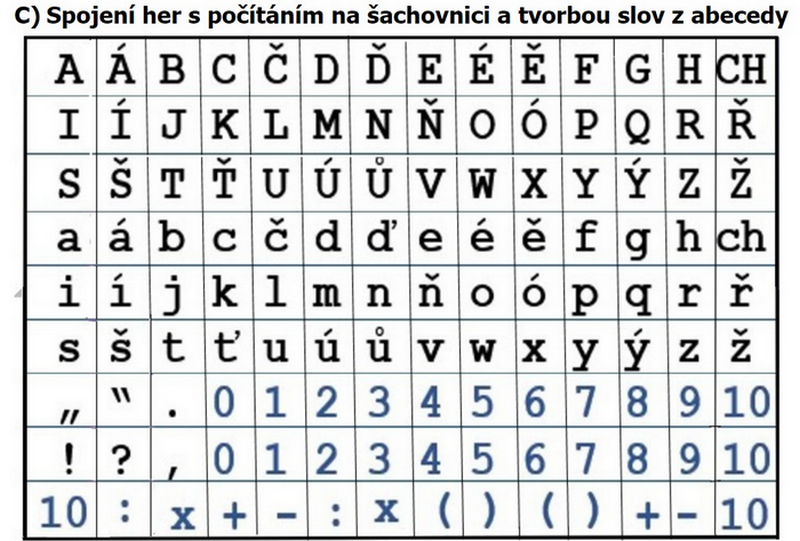 C) Spojení her s počítáním na šachovnici a tvorbou slov z abecedy
A Á B C Č D Ď E É Ě F G H CH
I Í J K L M N Ň O Ó P Q R Ř
S Š T Ť U Ú Ů V W X Y Ý Z Ž
a á b c č d ď e é ě f g h ch
i í j k l m n ň o ó p q r ř
s š t ť u ú ů v w x y ý z ž
„ “ . 0 1 2 3 4 5 6 7 8 9 10
! ? , 0 1 2 3 4 5 6 7 8 9 10
10 : x + - : x ( ) ( ) + - 10